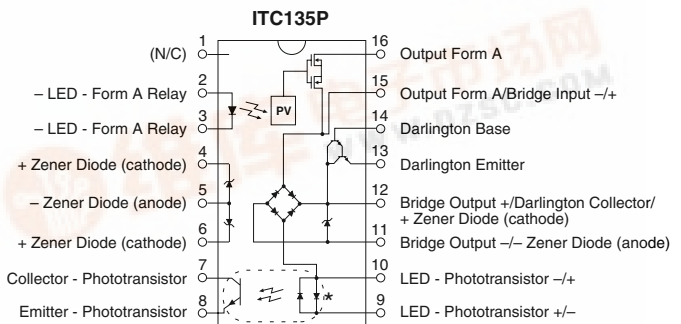 ITC135P
1
(N/C)
2
– LED - Form A Relay
3
– LED - Form A Relay
4
+ Zener Diode (cathode)
5
– Zener Diode (anode)
6
+ Zener Diode (cathode)
7
Collector - Phototransistor
8
Emitter - Phototransistor
PV
*
16
Output Form A
15
Output Form A/Bridge Input –/+
14
Darlington Base
13
Darlington Emitter
12
Bridge Output +/Darlington Collector/
+ Zener Diode (cathode)
11
Bridge Output –/– Zener Diode (anode)
10
LED - Phototransistor –/+
9
LED - Phototransistor +/–